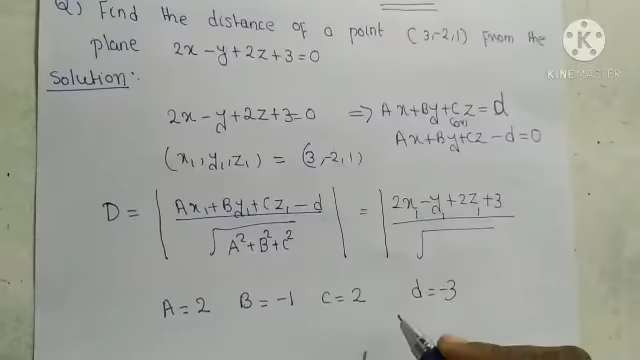 Q) Find the distance of a point (3,-2,1) from the
plane 2x-y+2z+3=0
Solution:-
2x-y+2z+3=0 => Ax+By+Cz=d
(or)
Ax+By+Cz-d=0
(x₁,y₁,z₁) = (3,-2,1)
D = | Ax₁+By₁+Cz₁-d / √A²+B²+C² | = | 2x₁-y₁+2z₁+3 / √
A=2 B=-1 C=2 d=-3
KINEMASTER